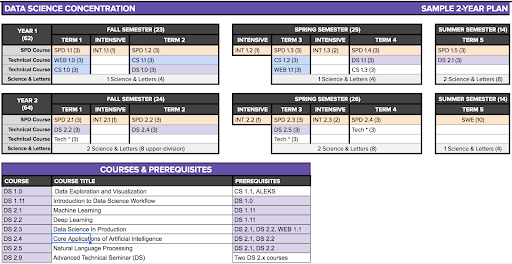 DATA SCIENCE CONCENTRATION SAMPLE 2-YEAR PLAN
YEAR 1 (62) FALL SEMESTER (23) SPRING SEMESTER (25) SUMMER SEMESTER (14)
TERM 1 INTENSIVE TERM 2 INTENSIVE TERM 3 INTENSIVE TERM 4 TERM 5
SPD Course SPD 1.1 (3) INT 1.1 (1) SPD 1.2 (3) INT 1.2 (1) SPD 1.3 (3) INT 1.3 (2) SPD 1.4 (3) SPD 1.5 (3)
Technical Course WEB 1.0 (3) CS 1.1 (3) CS 1.2 (3) DS 1.1 (3) DS 2.1 (3)
Technical Course CS 1.0 (3) DS 1.0 (3) WEB 1.1 (3) CS 1.3 (3)
Science & Letters 1 Science & Letters (4) 1 Science & Letters (4) 2 Science & Letters (8)
YEAR 2 (64) FALL SEMESTER (24) SPRING SEMESTER (26) SUMMER SEMESTER (14)
TERM 1 INTENSIVE TERM 2 INTENSIVE TERM 3 INTENSIVE TERM 4 TERM 5
SPD Course SPD 2.1 (3) INT 2.1 (1) SPD 2.2 (3) INT 2.2 (1) SPD 2.3 (3) INT 2.3 (2) SPD 2.4 (3) SWE (10)
Technical Course DS 2.2 (3) DS 2.4 (3) DS 2.5 (3) Tech * (3)
Technical Course Tech * (3) Tech * (3)
Science & Letters 2 Science & Letters (8 upper-division) 2 Science & Letters (8) 1 Science & Letters (4)
COURSES & PREREQUISITES
COURSE COURSE TITLE PREREQUISITES
DS 1.0 Data Exploration and Visualization CS 1.1, ALEKS
DS 1.11 Introduction to Data Science Workflow DS 1.0
DS 2.1 Machine Learning DS 1.11
DS 2.2 Deep Learning DS 1.11
DS 2.3 Data Science In Production DS 2.1, DS 2.2, WEB 1.1
DS 2.4 Core Applications of Artificial Intelligence DS 2.1, DS 2.2
DS 2.5 Natural Language Processing DS 2.1, DS 2.2
DS 2.9 Advanced Technical Seminar (DS) Two DS 2.x courses